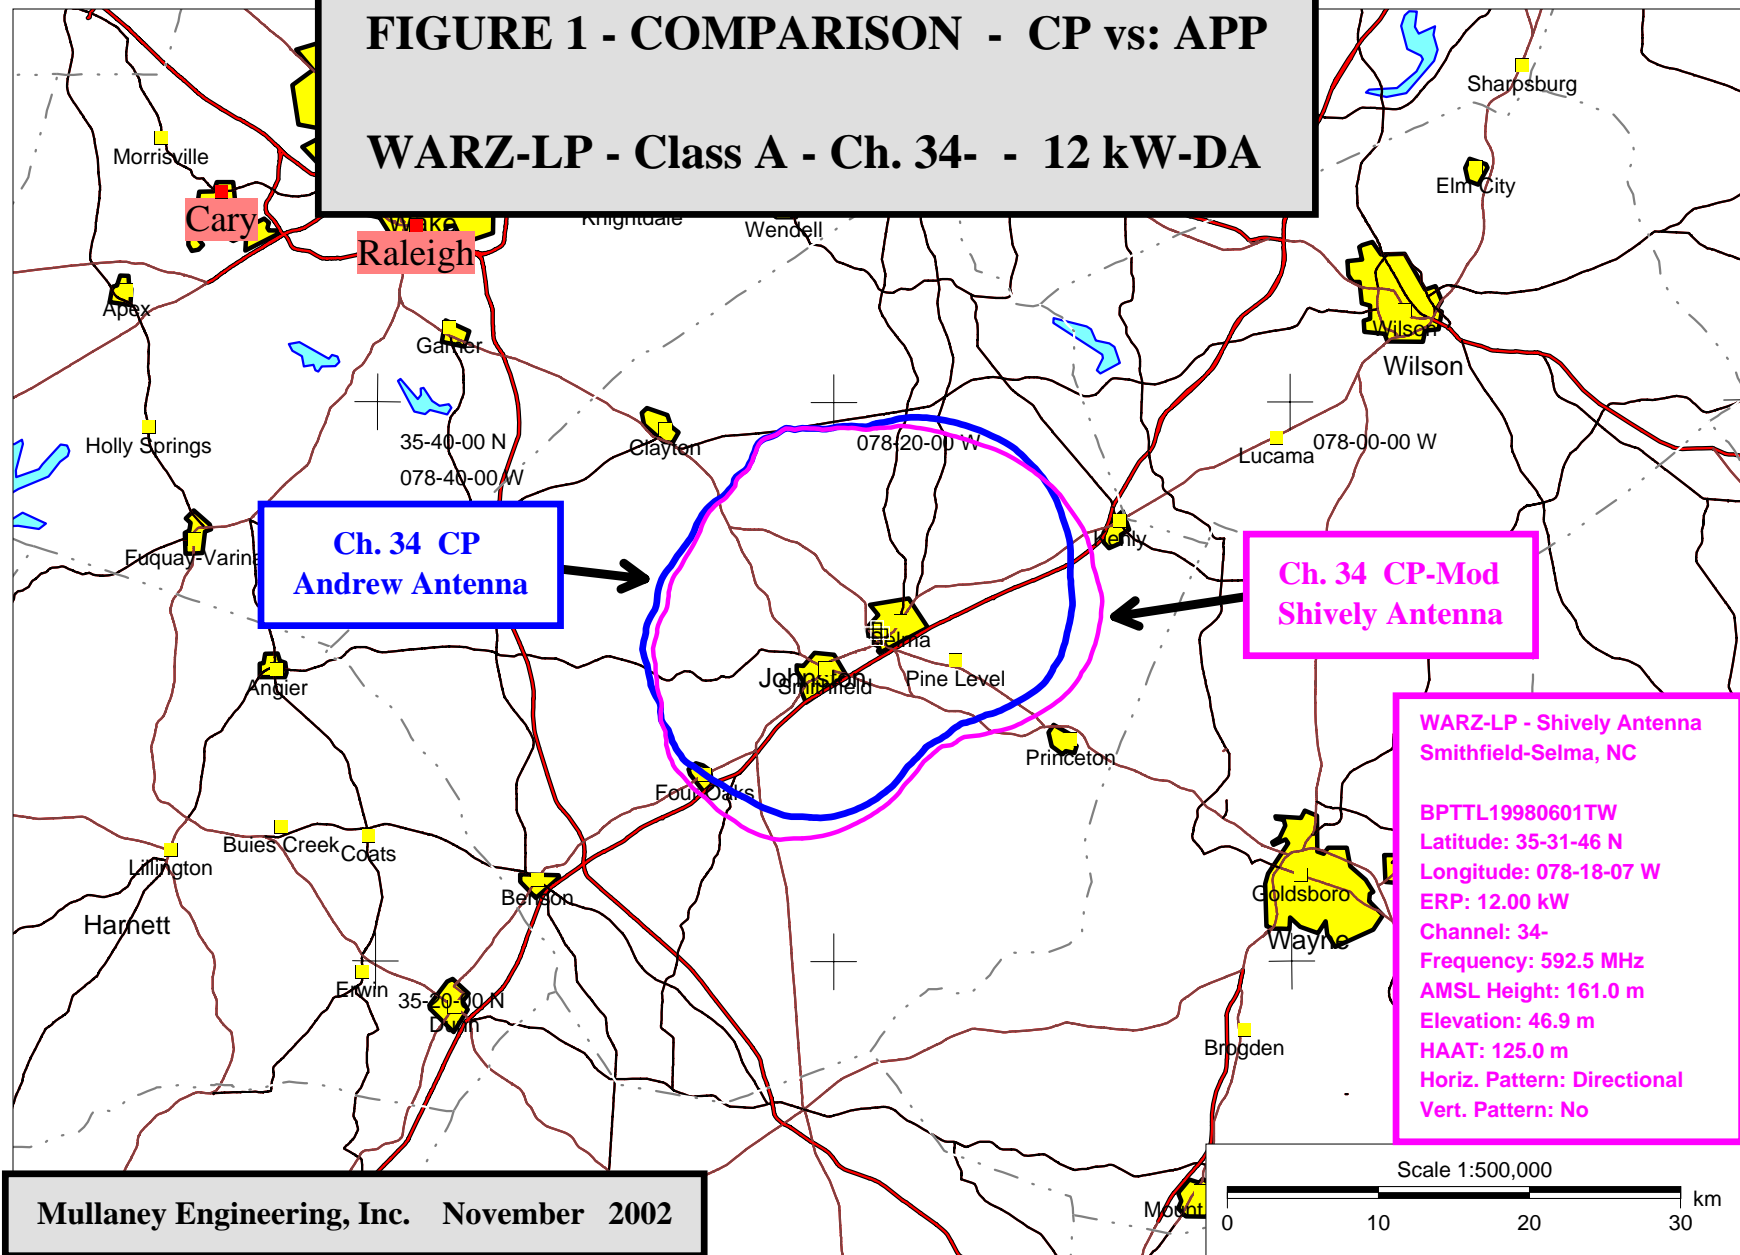 FIGURE 1 - COMPARISON - CP vs: APP
WARZ-LP - Class A - Ch. 34- - 12 kW-DA
Sharpsburg
Morrisville
Elm City
Cary
Wake
Knightdale
Wendell
Raleigh
Apex
Garner
Wilson
Wilson
Holly Springs
35-40-00 N
078-40-00 W
Clayton
078-20-00 W
Lucama
078-00-00 W
Fuquay-Varina
Ch. 34 CP
Andrew Antenna
Kenly
Ch. 34 CP-Mod
Shively Antenna
Selma
Angier
Johnston
Smithfield
Pine Level
Princeton
Four Oaks
WARZ-LP - Shively Antenna
Smithfield-Selma, NC
BPTTL19980601TW
Latitude: 35-31-46 N
Longitude: 078-18-07 W
ERP: 12.00 kW
Channel: 34-
Frequency: 592.5 MHz
AMSL Height: 161.0 m
Elevation: 46.9 m
HAAT: 125.0 m
Horiz. Pattern: Directional
Vert. Pattern: No
Lillington
Buies Creek
Coats
Benson
Goldsboro
Harnett
Wayne
Erwin
35-20-00 N
Dunn
Brogden
Mount
Scale 1:500,000
km
0 10 20 30
Mullaney Engineering, Inc. November 2002